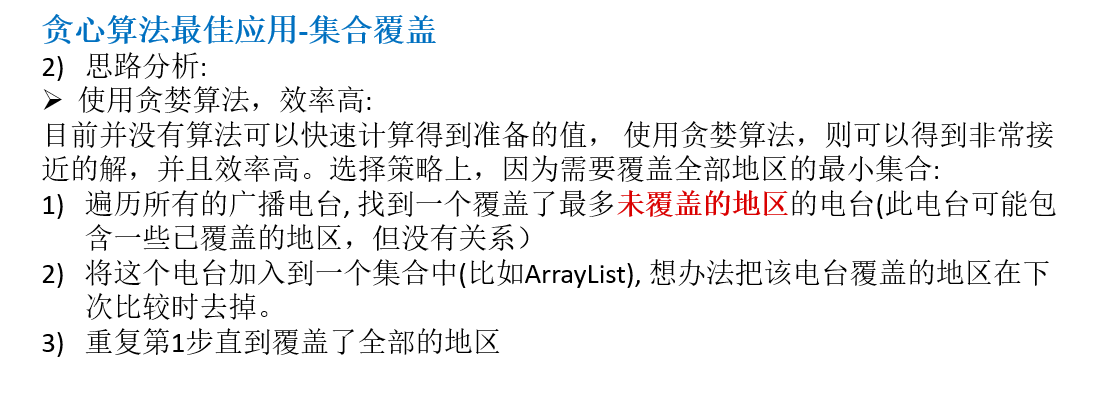 贪心算法最佳应用-集合覆盖
2) 思路分析:
➢ 使用贪婪算法，效率高:
目前并没有算法可以快速计算得到准备的值， 使用贪婪算法，则可以得到非常接
近的解，并且效率高。选择策略上，因为需要覆盖全部地区的最小集合:
1) 遍历所有的广播电台, 找到一个覆盖了最多未覆盖的地区的电台(此电台可能包
含一些已覆盖的地区，但没有关系）
2) 将这个电台加入到一个集合中(比如ArrayList), 想办法把该电台覆盖的地区在下
次比较时去掉。
3) 重复第1步直到覆盖了全部的地区